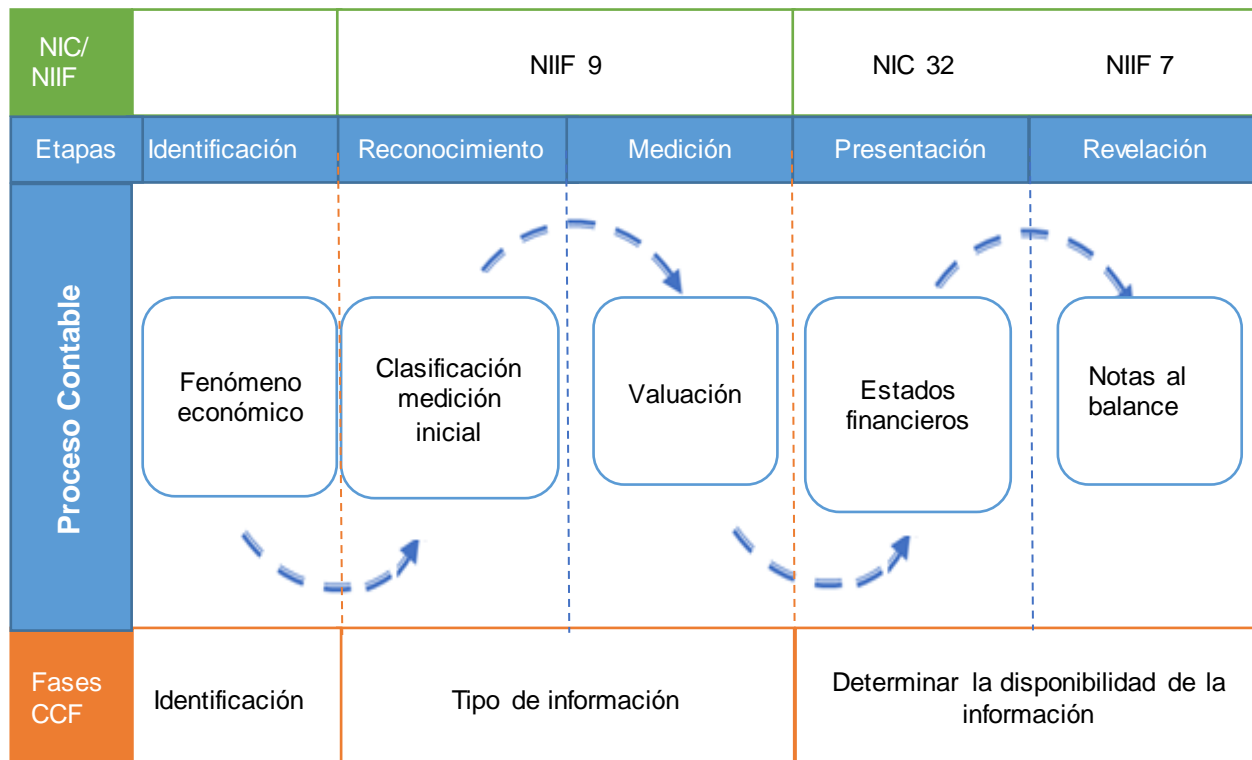 NIC/
NIIF
NIIF 9
NIC 32
NIIF 7
Etapas
Identificación
Reconocimiento
Medición
Presentación
Revelación
Proceso Contable
Fenómeno
económico
Clasificación
medición
inicial
Valuación
Estados
financieros
Notas al
balance
Fases
CCF
Identificación
Tipo de información
Determinar la disponibilidad de la
información